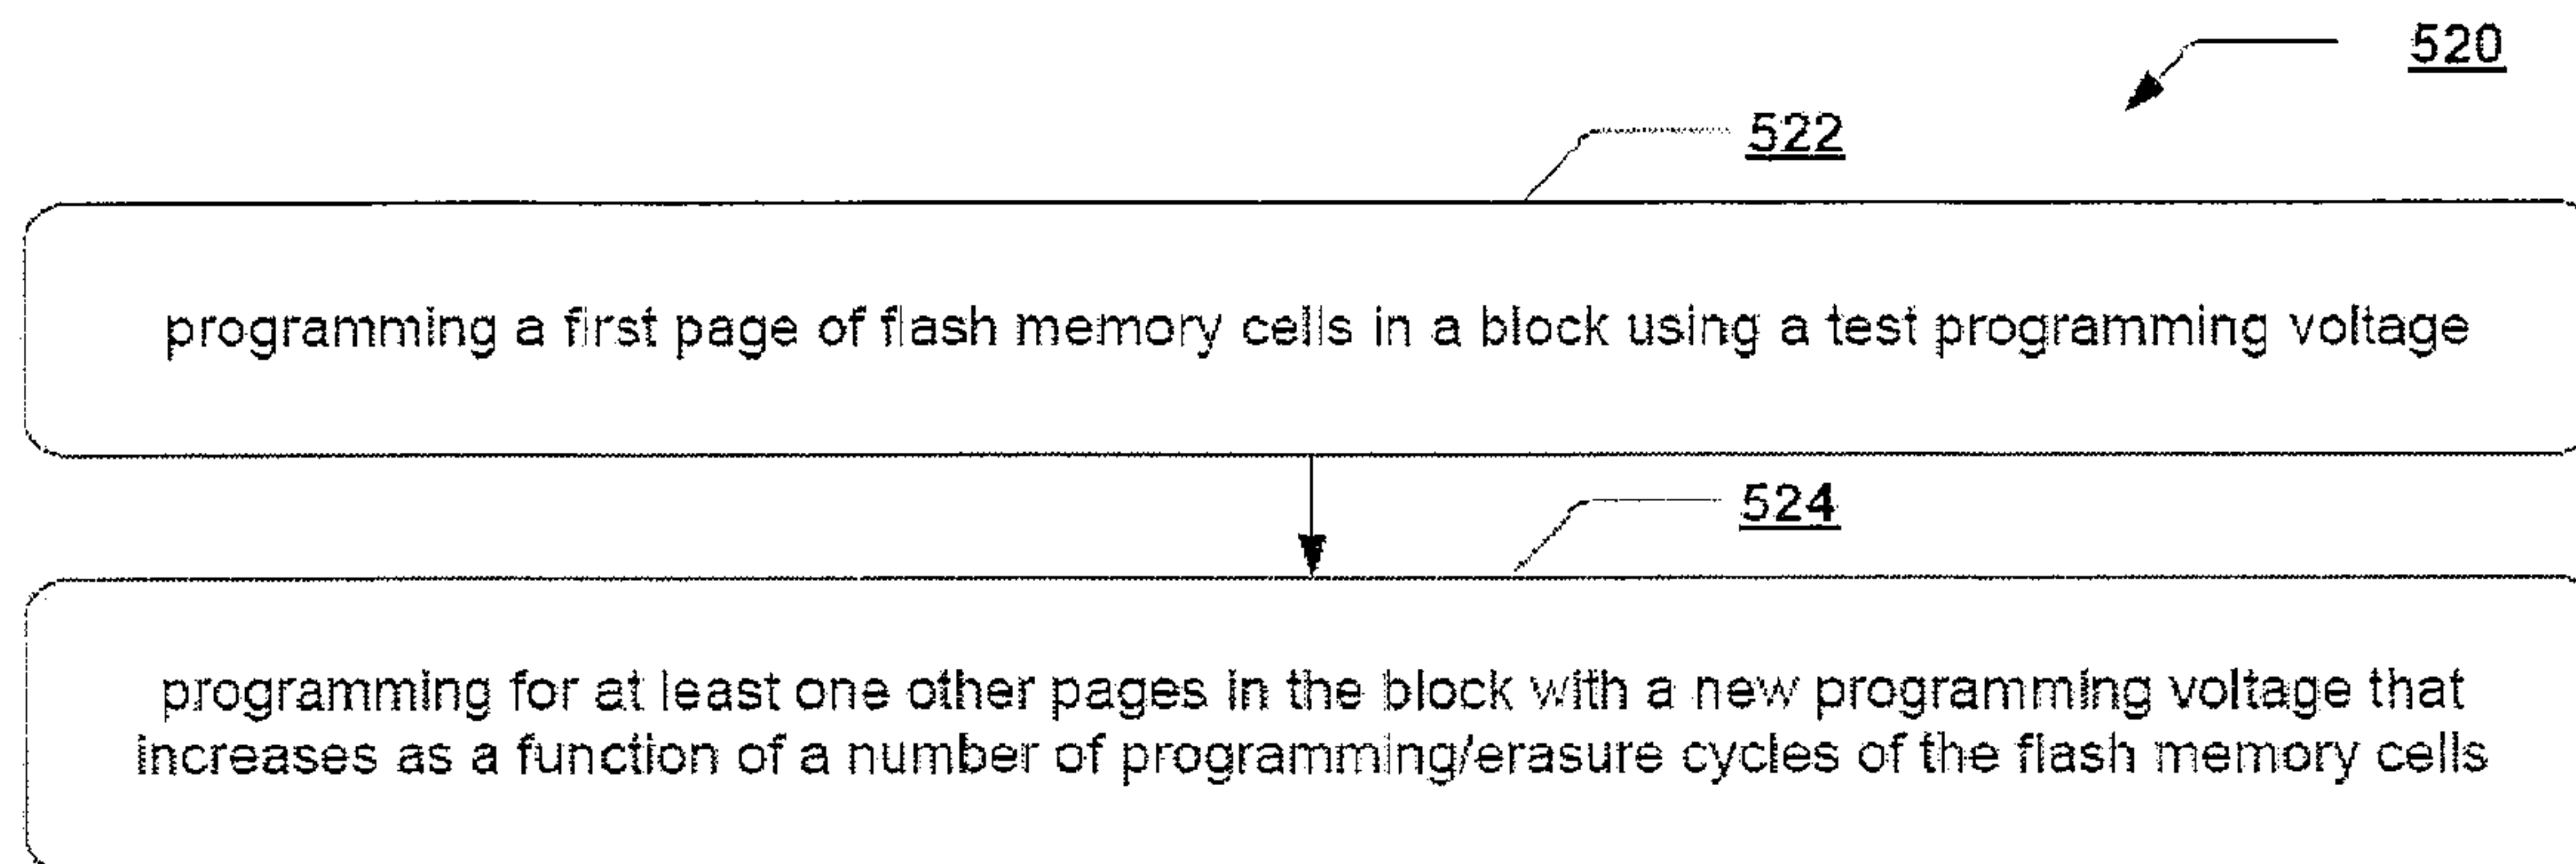 520
522
programming a first page of flash memory cells in a block using a test programming voltage
524
programming for at least one other pages in the block with a new programming voltage that
increases as a function of a number of programming/erasure cycles of the flash memory cells